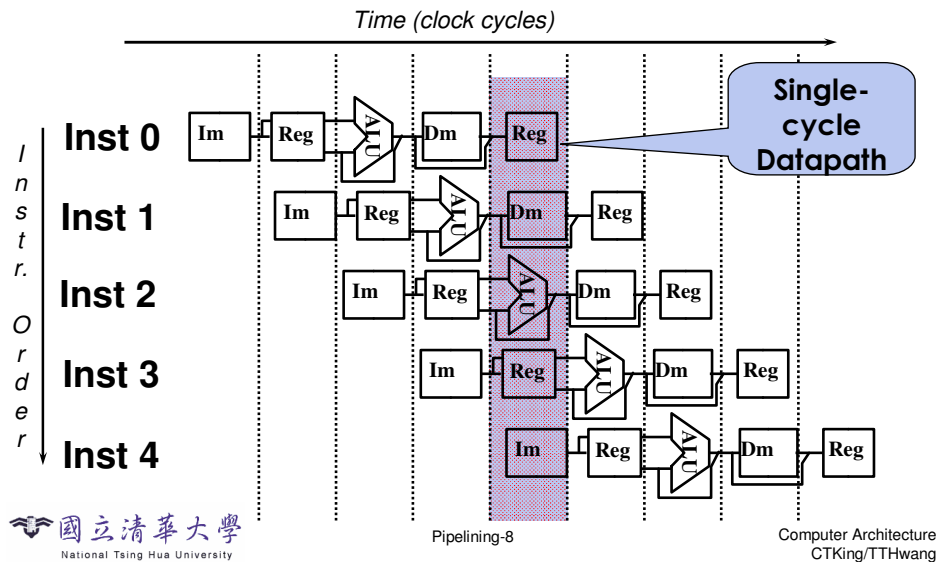 Time (clock cycles)
Single-
cycle
Datapath
Instr. Order
Inst 0
Im
Reg
ALU
Dm
Reg
Inst 1
Im
Reg
ALU
Dm
Reg
Inst 2
Im
Reg
ALU
Dm
Reg
Inst 3
Im
Reg
ALU
Dm
Reg
Inst 4
Im
Reg
ALU
Dm
Reg
國立清華大學
National Tsing Hua University
Pipelining-8
Computer Architecture
CTKing/TTHwang